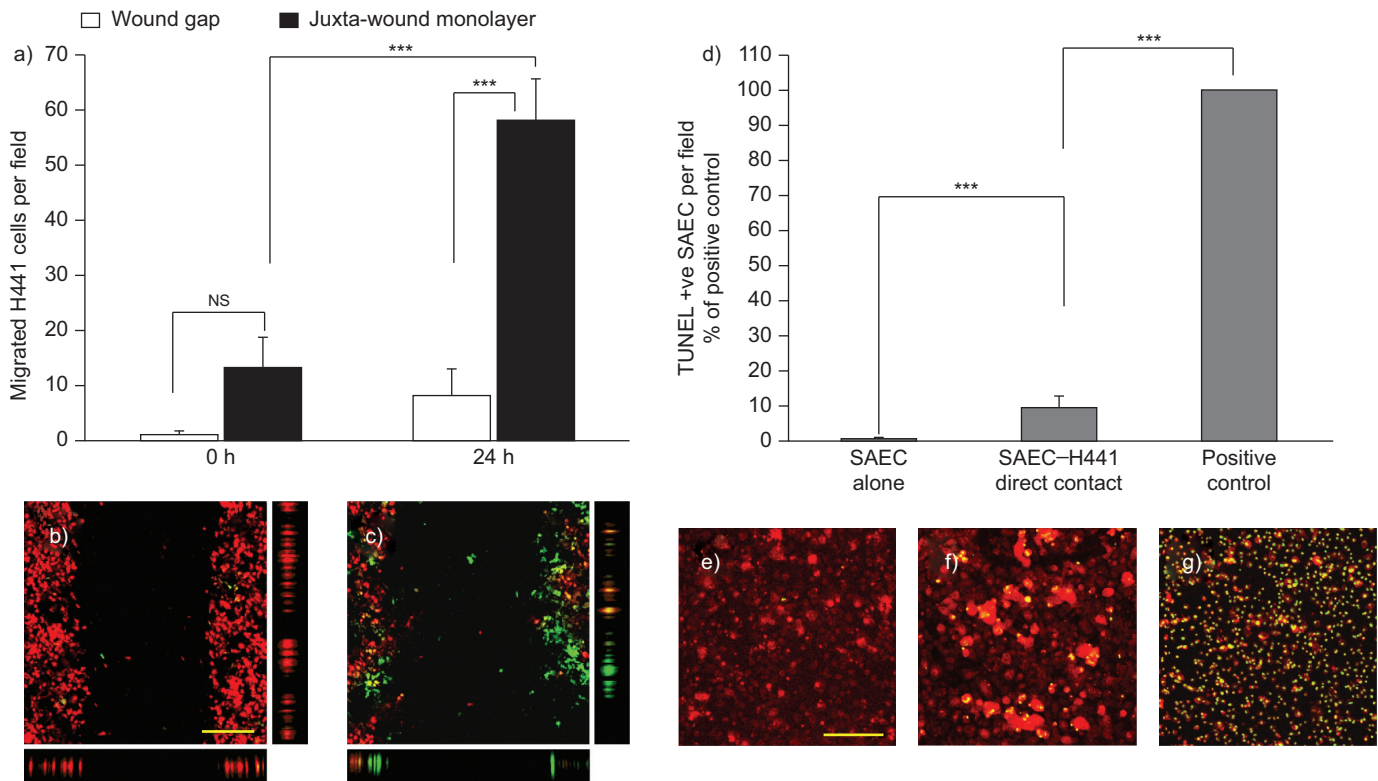 Wound gap
Juxta-wound monolayer
a)
Migrated H441 cells per field
70
60
50
40
30
20
10
0
NS
***
***
0 h
24 h
d)
TUNEL +ve SAEC per field
% of positive control
100
90
80
70
60
50
40
30
20
10
0
***
***
SAEC
alone
SAEC–H441
direct contact
Positive
control
b)
c)
e)
f)
g)